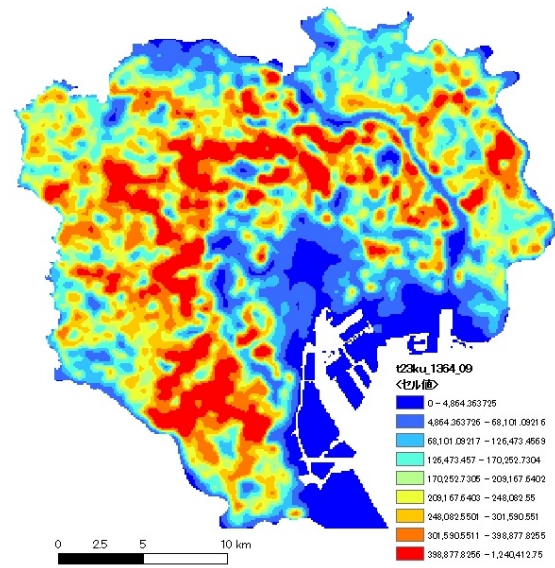 t23ku_1364_09
<セル値>
0 - 4,864.363725
4,864.363726 - 68,101.09216
68,101.09217 - 126,473.4569
126,473.457 - 170,252.7304
170,252.7305 - 209,167.6402
209,167.6403 - 248,082.55
248,082.5501 - 301,590.551
301,590.5511 - 398,877.8255
398,877.8256 - 1,240,412.75
0 2.5 5 10 km